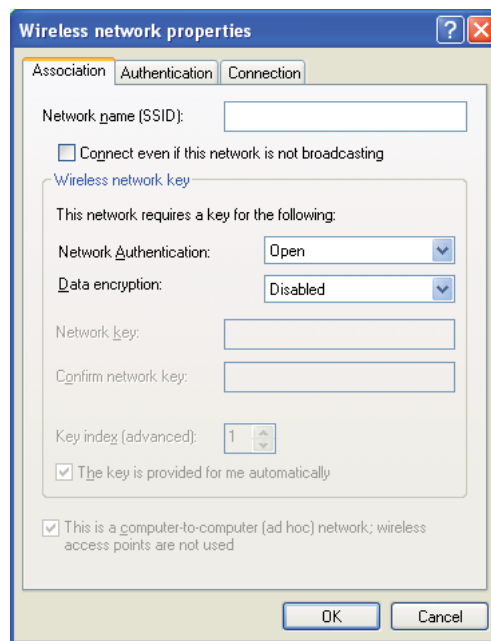 Wireless network properties
Association Authentication Connection
Network name (SSID):
Connect even if this network is not broadcasting
Wireless network key
This network requires a key for the following:
Network Authentication: Open
Data encryption: Disabled
Network key:
Confirm network key:
Key index (advanced): 1
The key is provided for me automatically
This is a computer-to-computer (ad hoc) network; wireless
access points are not used
OK Cancel